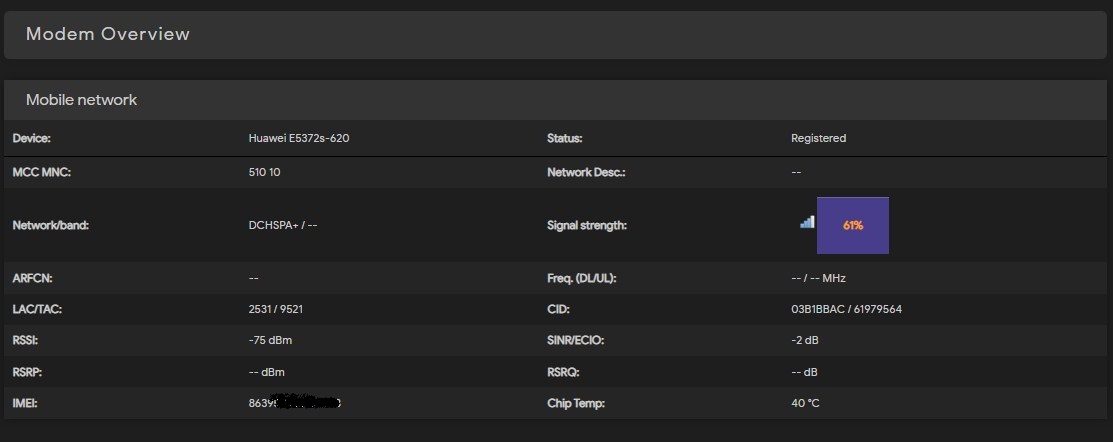 Modem Overview
Mobile network
Device: Huawei E5372s-620 Status: Registered
MCC MNC: 510 10 Network Desc.: --
Network/band: DCHSPA+ / -- Signal strength: 61%
ARFCN: -- Freq. (DL/UL): -- / -- MHz
LAC/TAC: 2531 / 9521 CID: 03B1BBAC / 61979564
RSSI: -75 dBm SINR/ECIO: -2 dB
RSRP: -- dBm RSRQ: -- dB
IMEI: Chip Temp: 40 °C